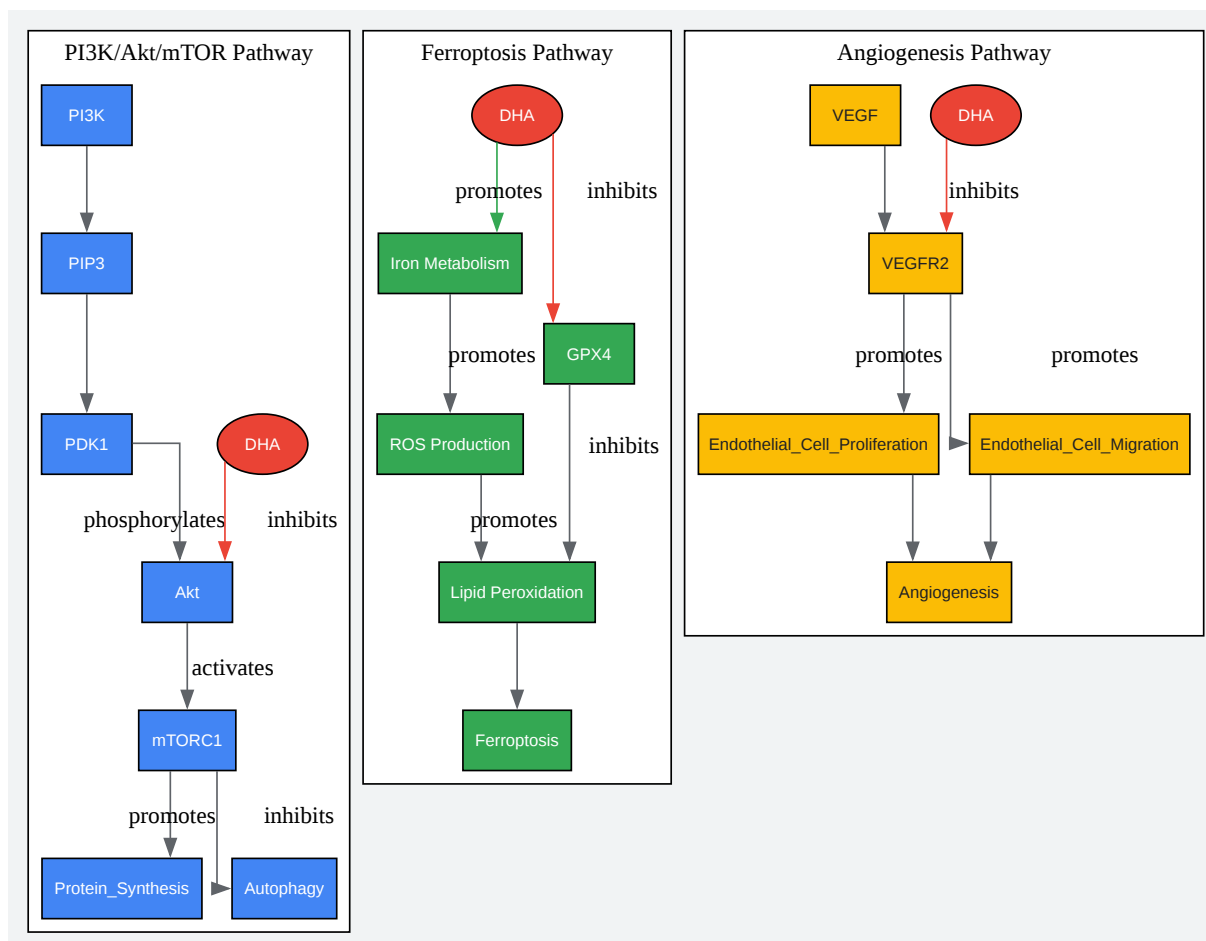 PI3K/Akt/mTOR Pathway
PI3K
PIP3
PDK1
DHA
phosphorylates
inhibits
Akt
activates
mTORC1
promotes
inhibits
Protein_Synthesis
Autophagy
Ferroptosis Pathway
DHA
promotes
inhibits
Iron Metabolism
promotes
GPX4
ROS Production
inhibits
promotes
Lipid Peroxidation
Ferroptosis
Angiogenesis Pathway
VEGF
DHA
inhibits
VEGFR2
promotes
promotes
Endothelial_Cell_Proliferation
Endothelial_Cell_Migration
Angiogenesis